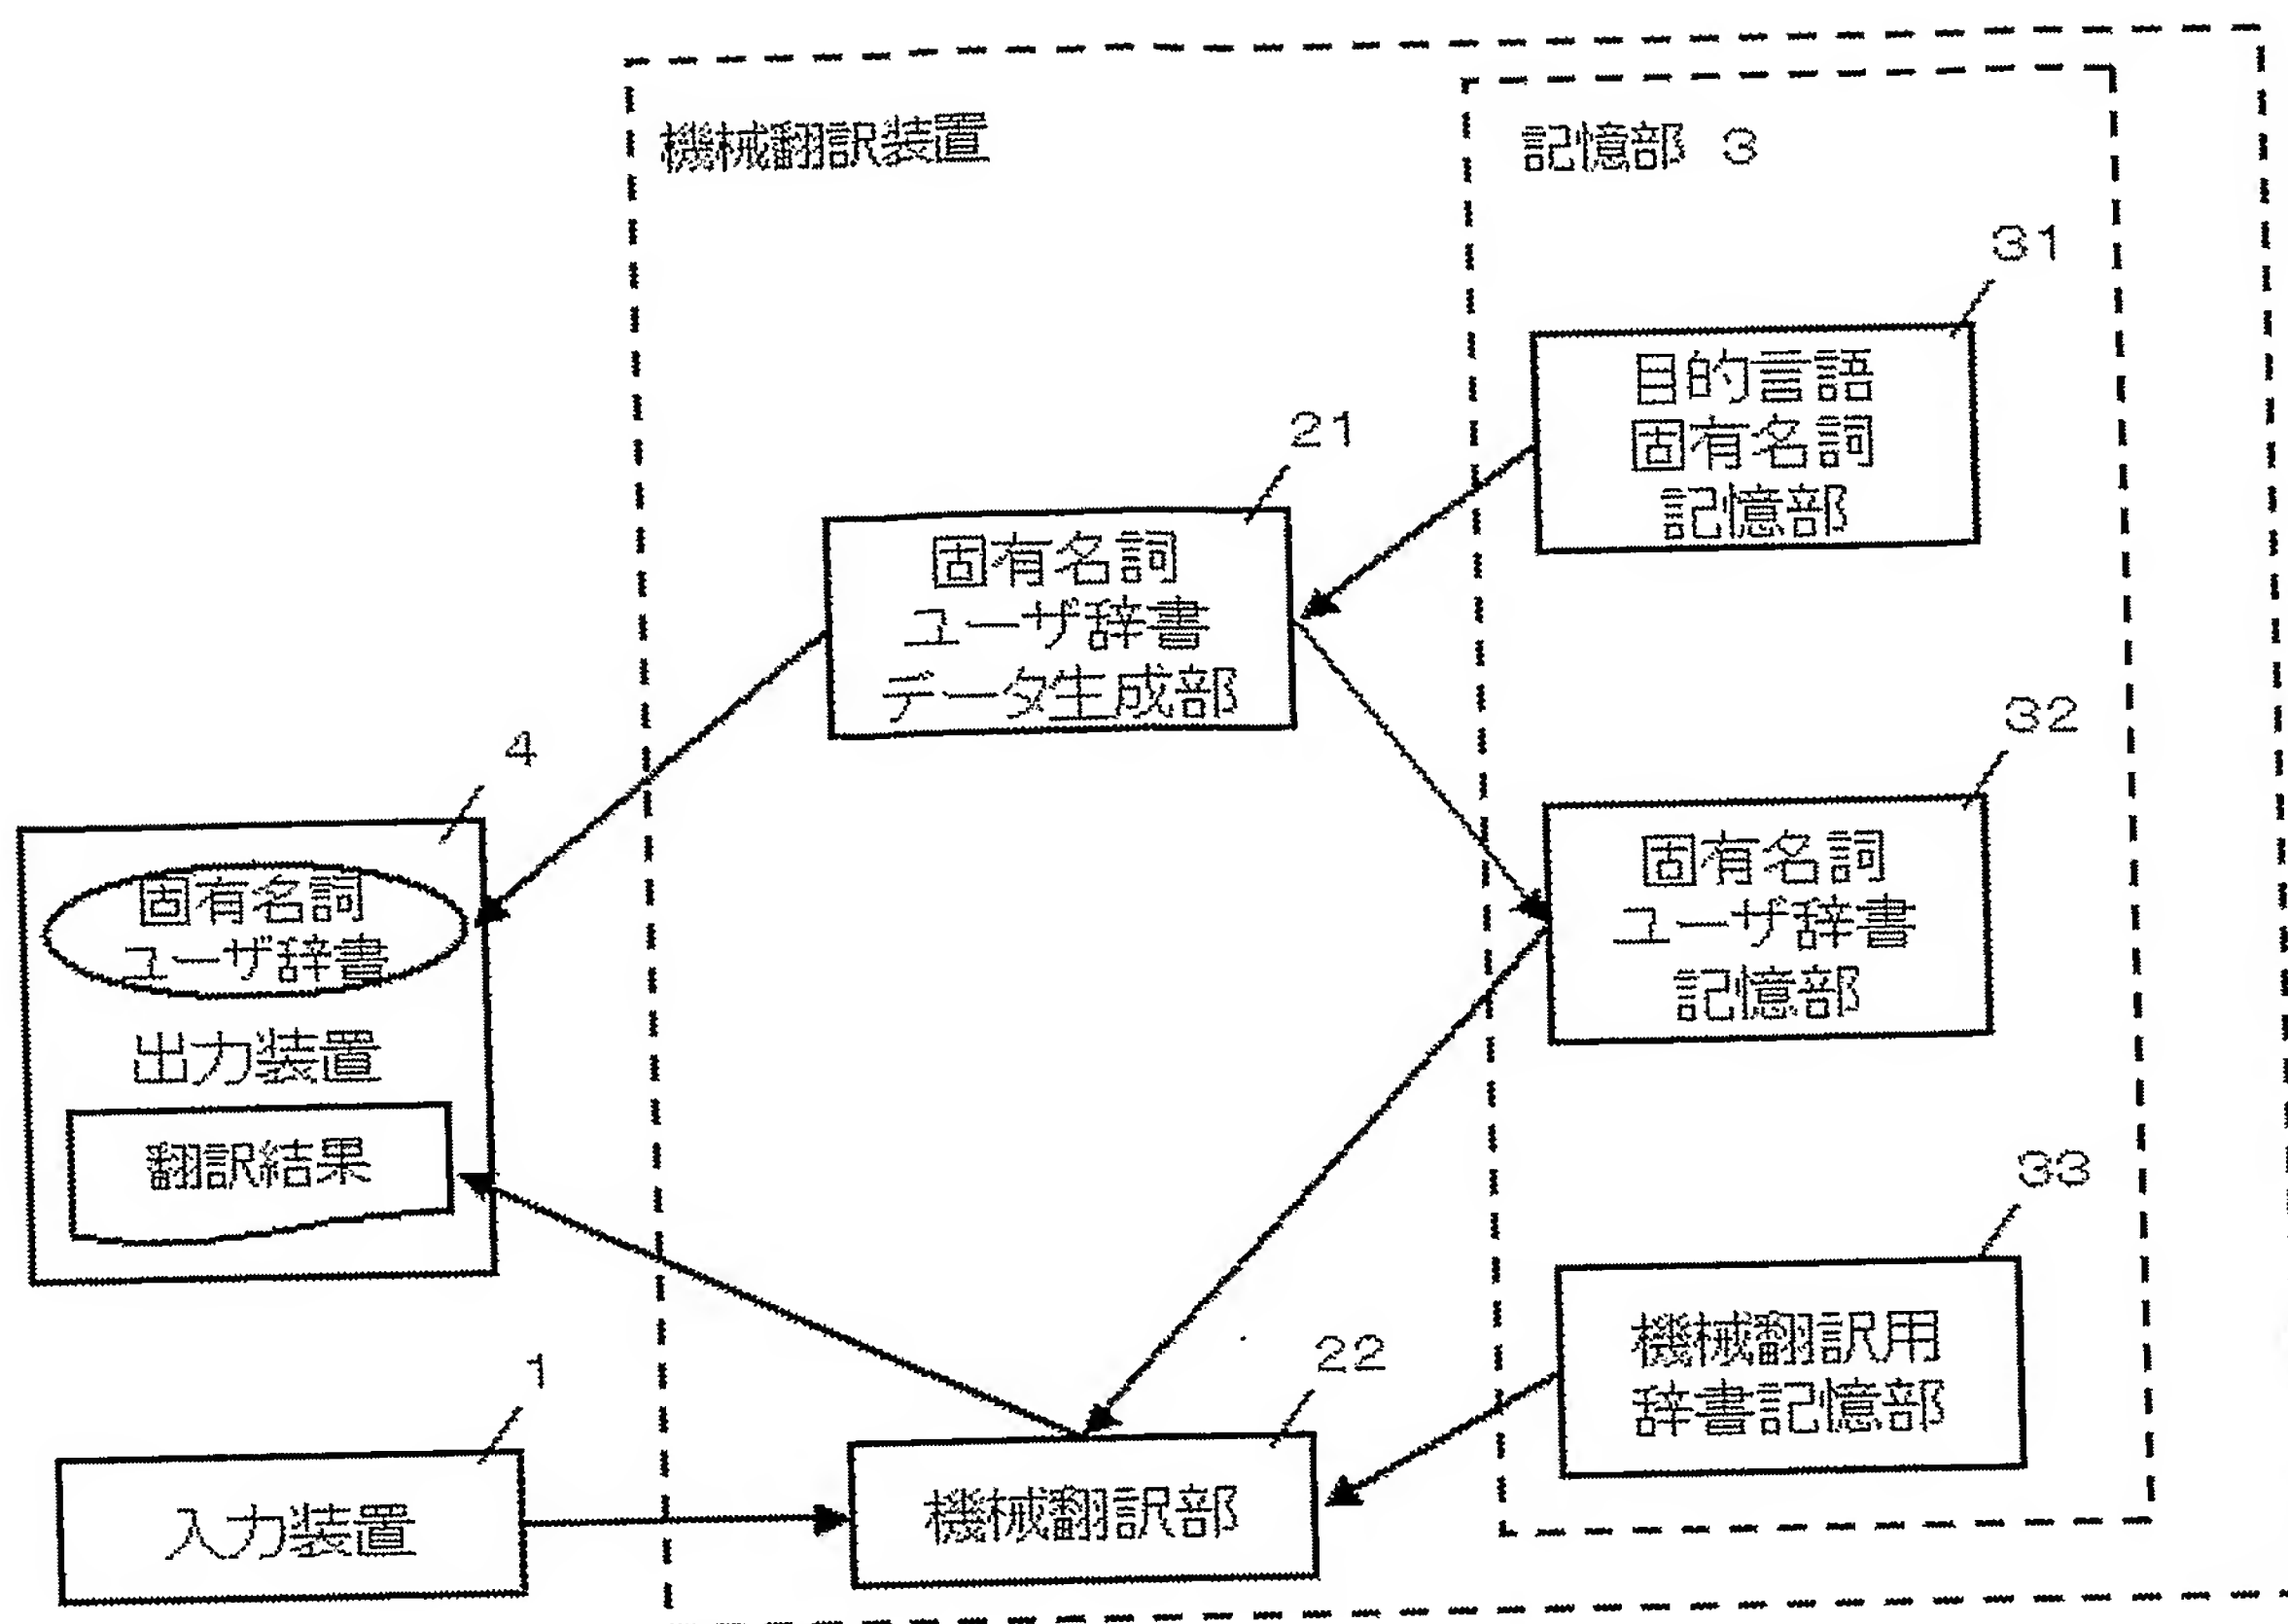 機械翻訳装置
記憶部 3
31
目的言語
固有名詞
記憶部
21
固有名詞
ユーザ辞書
データ生成部
32
固有名詞
ユーザ辞書
記憶部
4
固有名詞
ユーザ辞書
出力装置
翻訳結果
33
機械翻訳用
辞書記憶部
22
機械翻訳部
1
入力装置